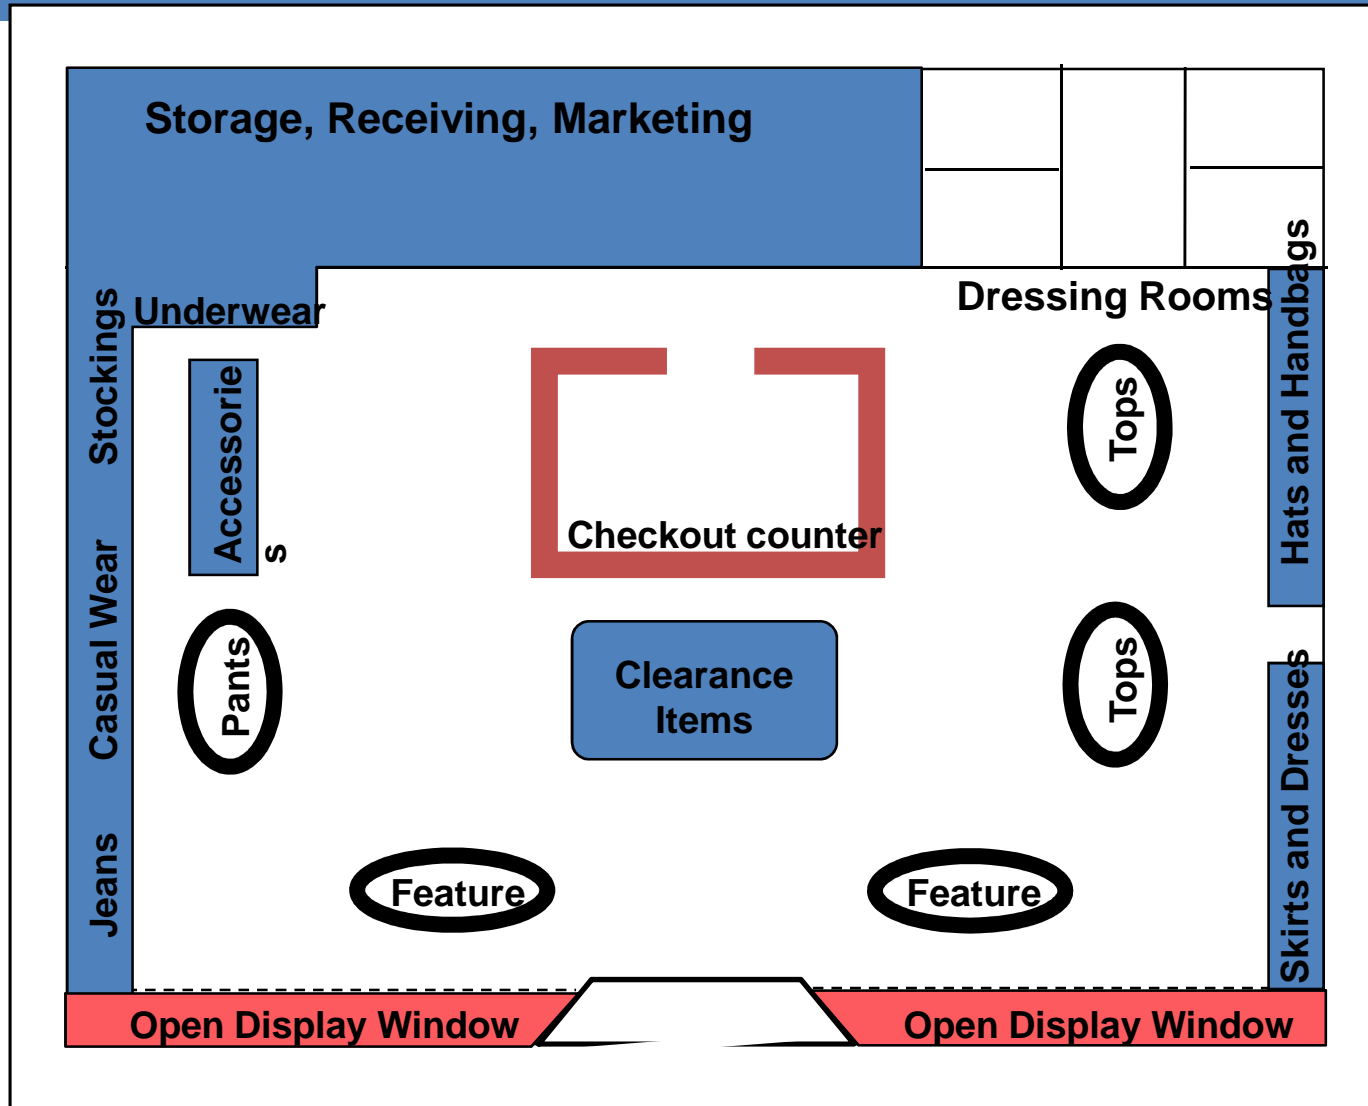 Storage, Receiving, Marketing
Underwear
Dressing Rooms
Stockings
Accessorie
s
Tops
Hats and Handbags
Checkout counter
Casual Wear
Pants
Clearance
Items
Tops
Jeans
Feature
Feature
Skirts and Dresses
Open Display Window
Open Display Window